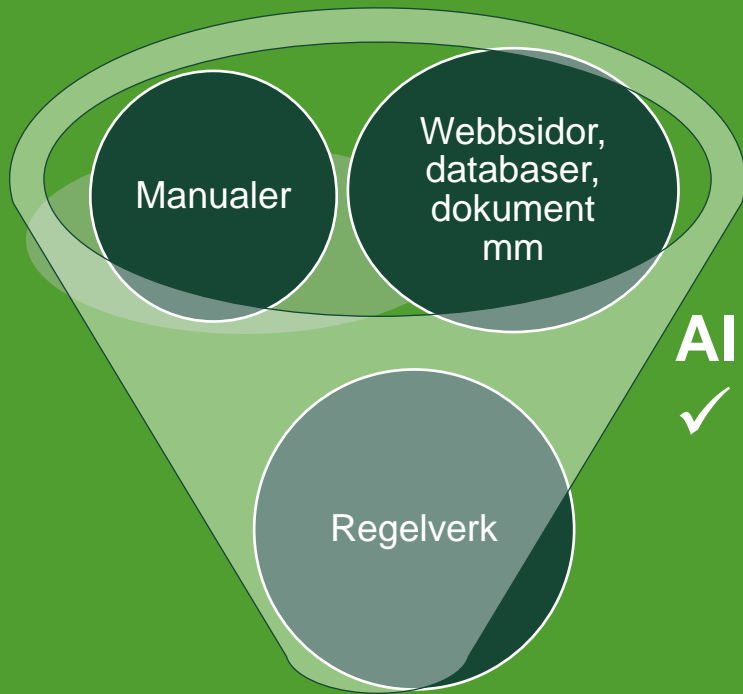 Manualer
Webbsidor,
databaser,
dokument
mm
AI
✓
Regelverk